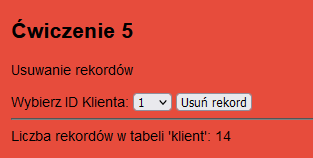 Ćwiczenie 5
Usuwanie rekordów
Wybierz ID Klienta: 1 Usuń rekord
Liczba rekordów w tabeli 'klient': 14